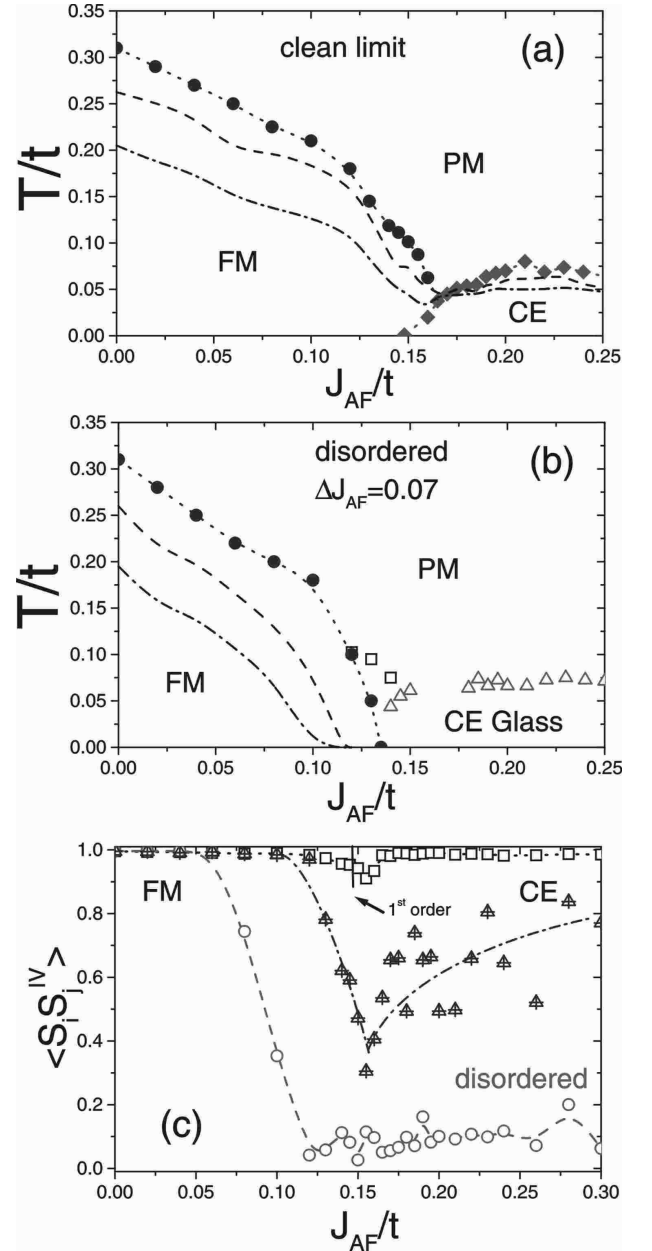 (a)
clean limit
PM
FM
CE
T/t
0.35
0.30
0.25
0.20
0.15
0.10
0.05
0.00
0.00 0.05 0.10 0.15 0.20 0.25
J_AF/t
(b)
disordered
ΔJ_AF=0.07
PM
FM
CE Glass
T/t
0.35
0.30
0.25
0.20
0.15
0.10
0.05
0.00
0.00 0.05 0.10 0.15 0.20 0.25
J_AF/t
FM
CE
1st order
disordered
(c)
<S_iS_j^IV>
1.0
0.8
0.6
0.4
0.2
0.0
0.00 0.05 0.10 0.15 0.20 0.25 0.30
J_AF/t